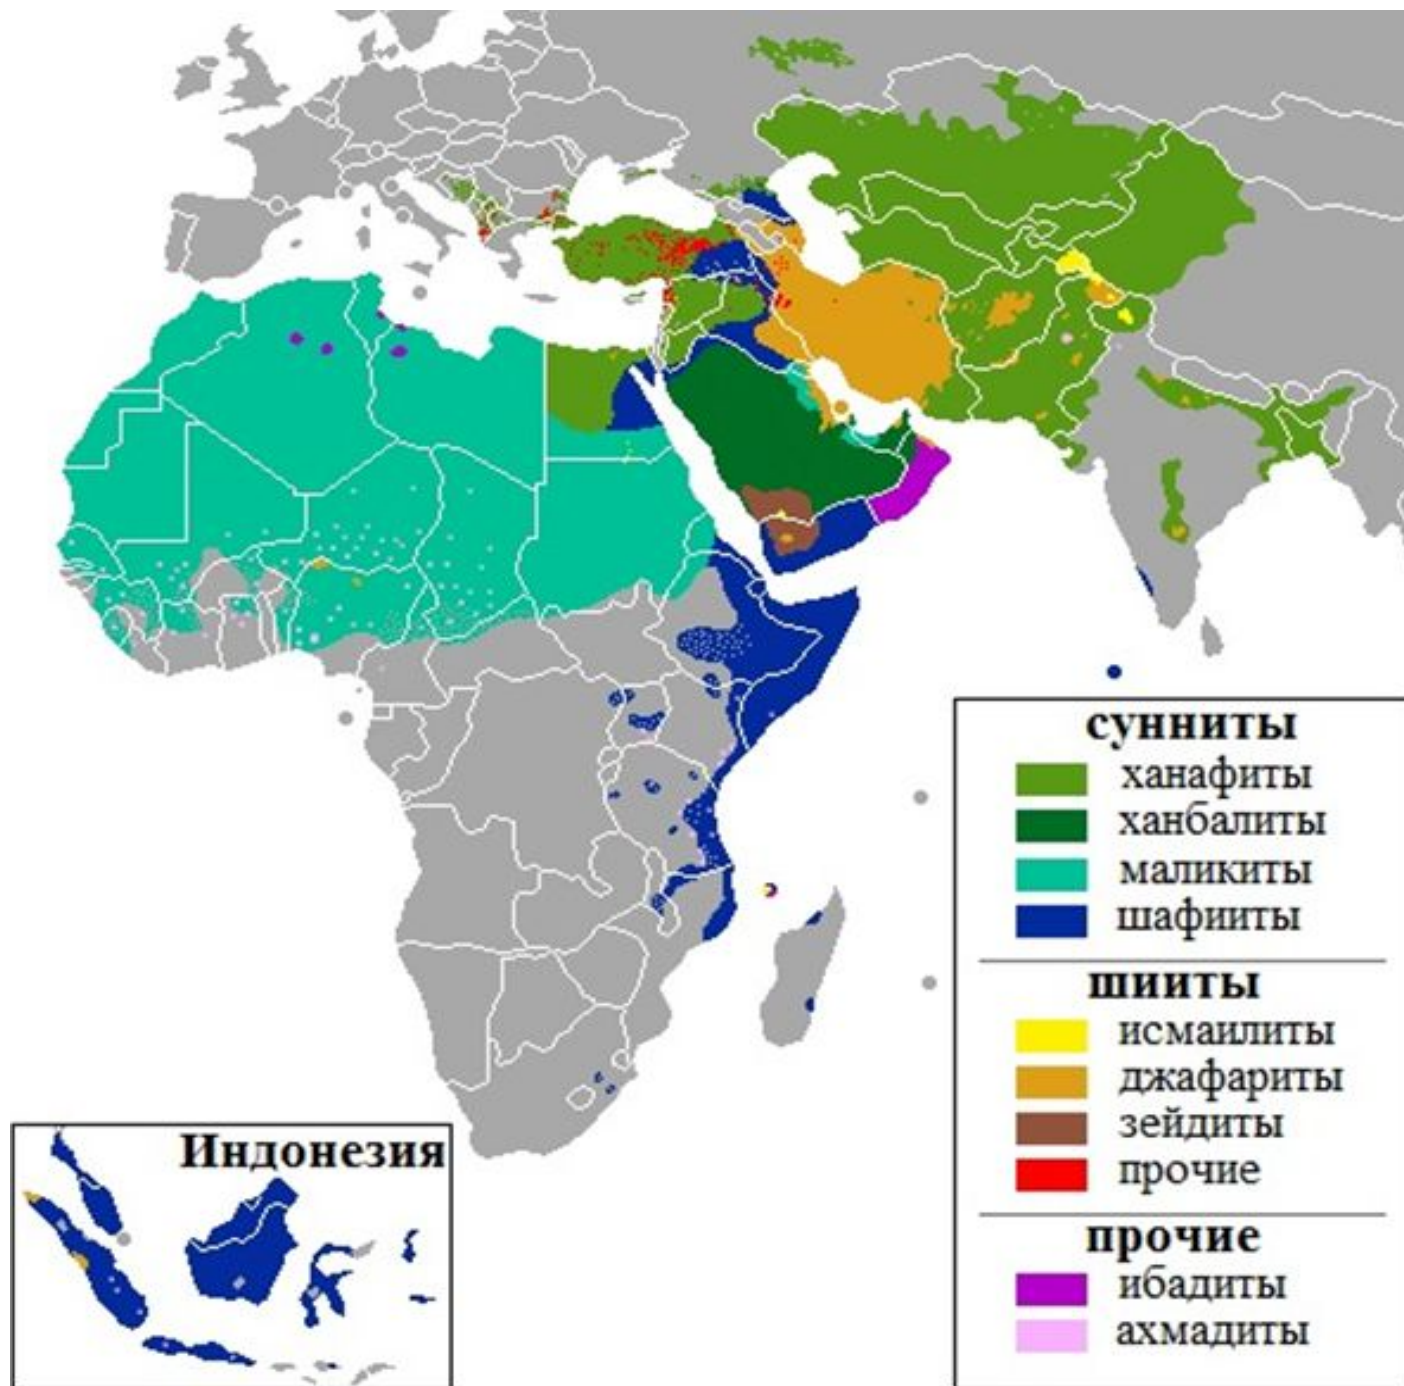 Индонезия
сунниты
ханафиты
ханбалиты
маликиты
шафииты
шииты
исмаилиты
джафариты
зейдиты
прочие
прочие
ибадиты
ахмадиты